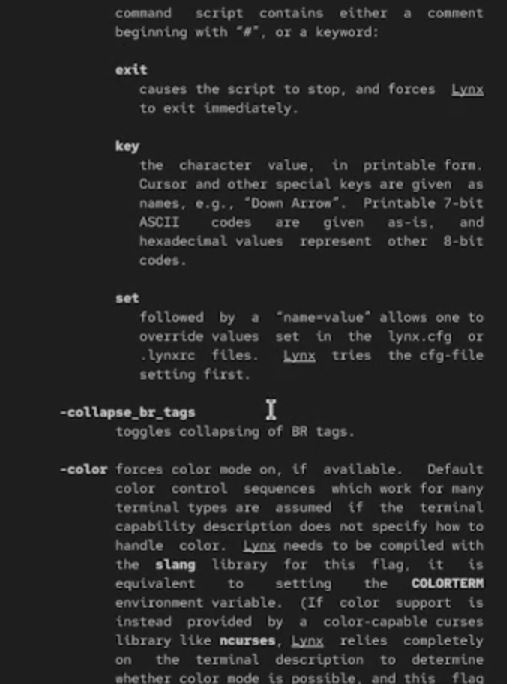 command script contains either a comment
beginning with "#", or a keyword:
exit
causes the script to stop, and forces Lynx
to exit immediately.
key
the character value, in printable form.
Cursor and other special keys are given as
names, e.g., "Down Arrow". Printable 7-bit
ASCII codes are given as-is, and
hexadecimal values represent other 8-bit
codes.
set
followed by a "name=value" allows one to
override values set in the lynx.cfg or
.lynxrc files. Lynx tries the cfg-file
setting first.
-collapse_br_tags
toggles collapsing of BR tags.
-color forces color mode on, if available. Default
color control sequences which work for many
terminal types are assumed if the terminal
capability description does not specify how to
handle color. Lynx needs to be compiled with
the slang library for this flag, it is
equivalent to setting the COLORTERM
environment variable. (If color support is
instead provided by a color-capable curses
library like ncurses, Lynx relies completely
on the terminal description to determine
whether color mode is possible, and this flag